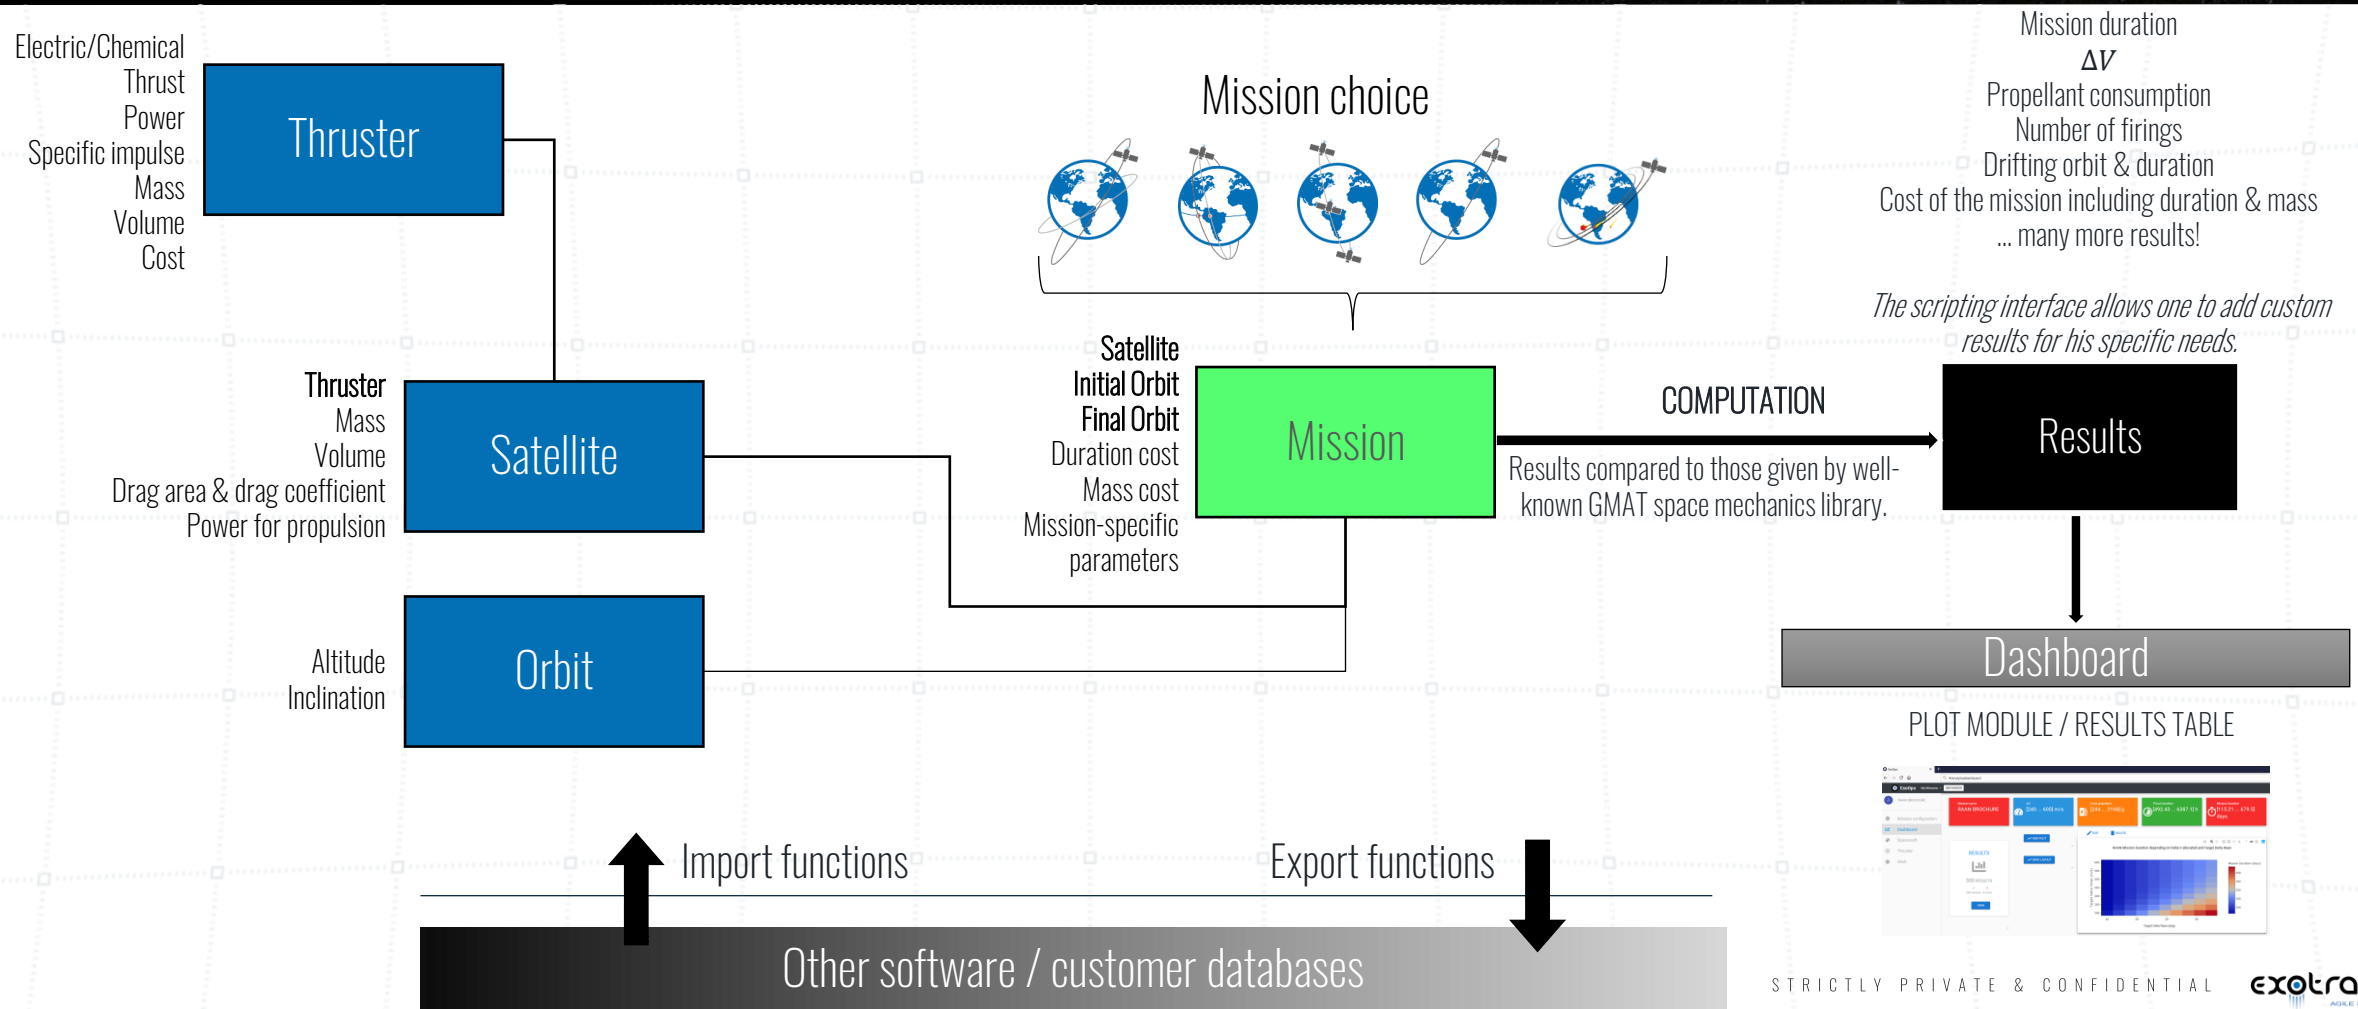 Electric/Chemical
Thrust
Power
Specific impulse
Mass
Volume
Cost
Thruster
Mission choice
Mission duration
ΔV
Propellant consumption
Number of firings
Drifting orbit & duration
Cost of the mission including duration & mass
... many more results!
The scripting interface allows one to add custom
results for his specific needs.
Thruster
Mass
Volume
Drag area & drag coefficient
Power for propulsion
Satellite
Satellite
Initial Orbit
Final Orbit
Duration cost
Mass cost
Mission-specific
parameters
Mission
COMPUTATION
Results compared to those given by well-
known GMAT space mechanics library.
Results
Altitude
Inclination
Orbit
Dashboard
PLOT MODULE / RESULTS TABLE
RAAN BROCHURE
Dashboard
RESULTS
Import functions
Export functions
Other software / customer databases
STRICTLY PRIVATE & CONFIDENTIAL
exotra